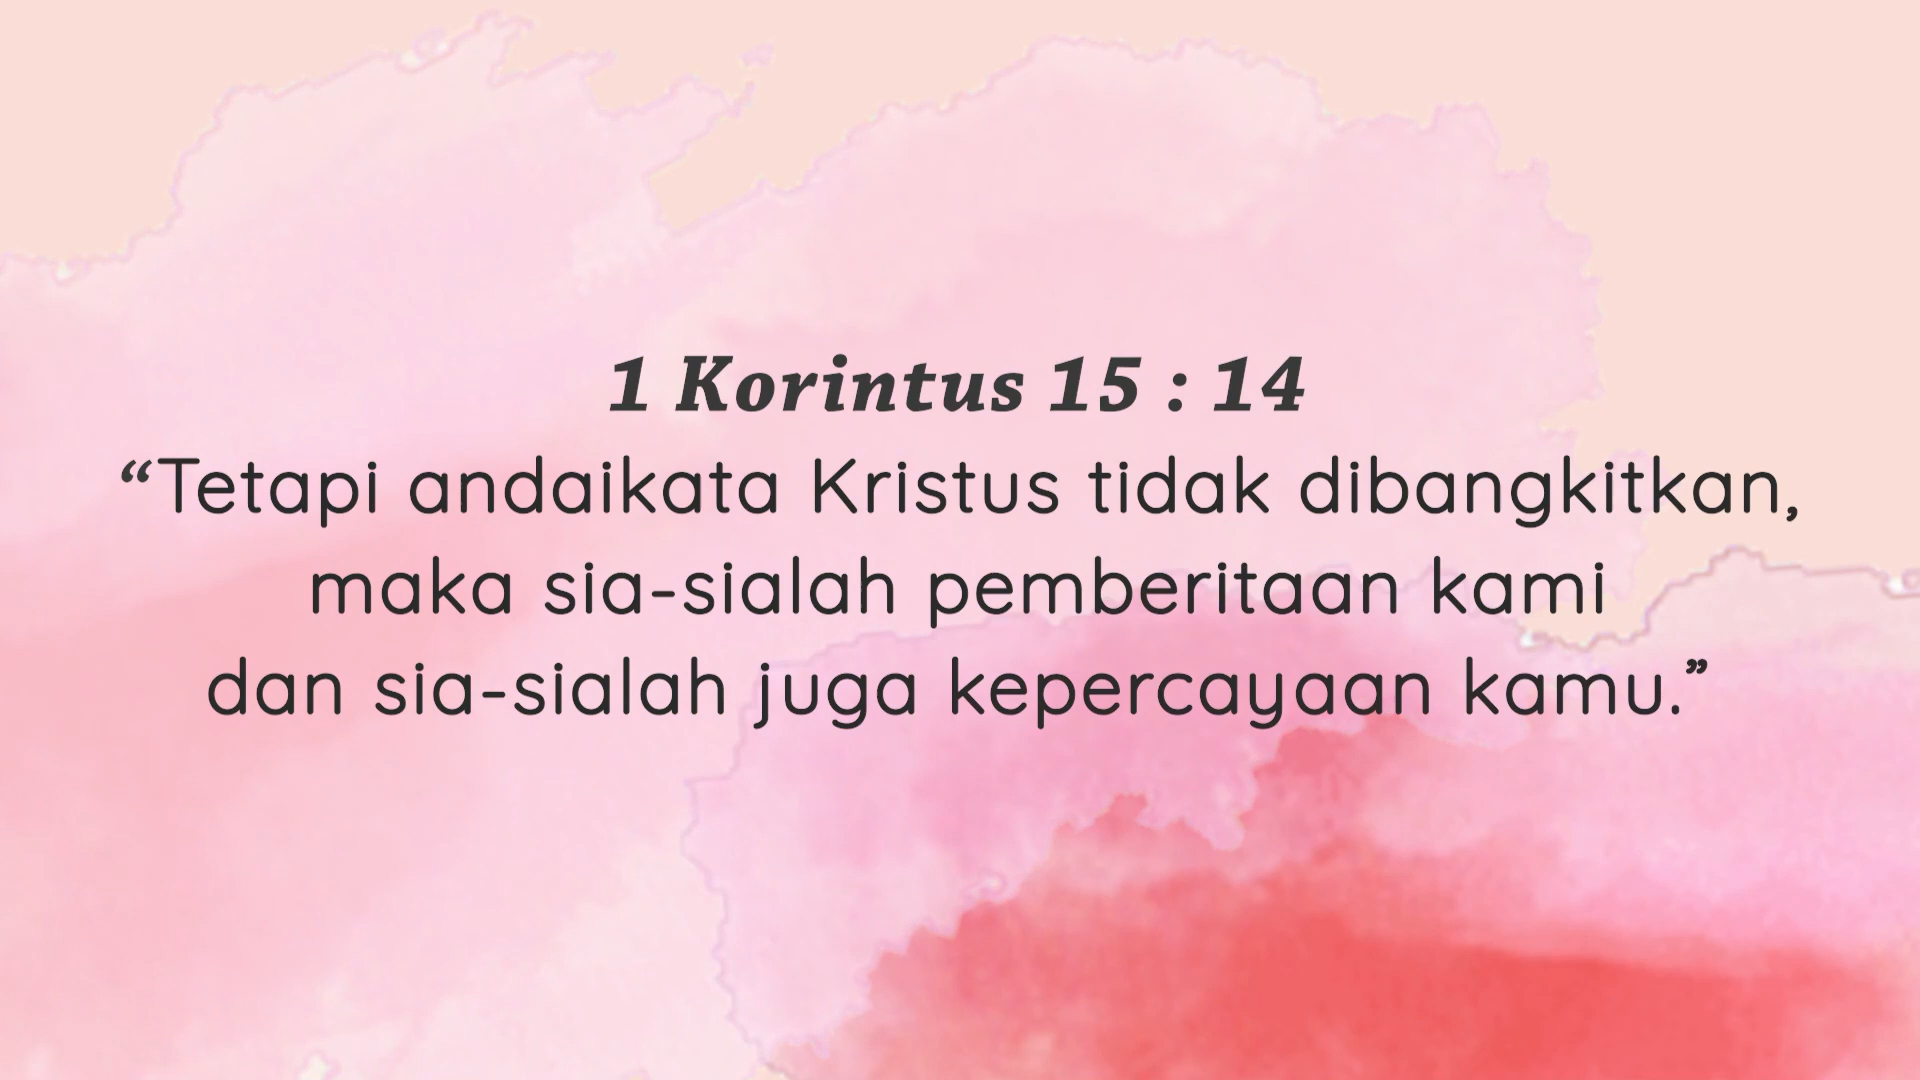 1 Korintus 15 : 14
“Tetapi andaikata Kristus tidak dibangkitkan,
maka sia-sialah pemberitaan kami
dan sia-sialah juga kepercayaan kamu.”